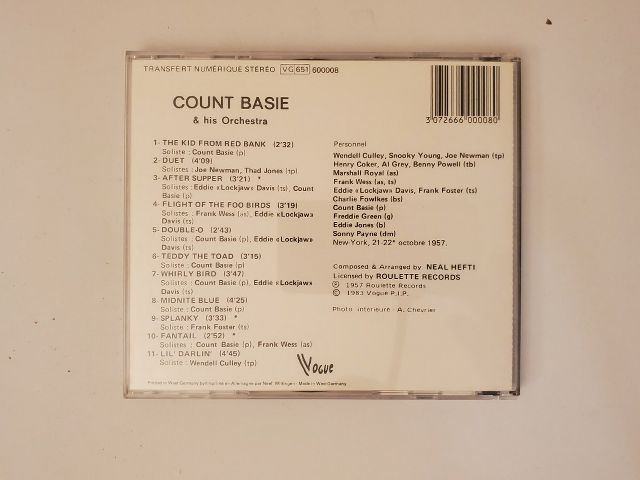 TRANSFERT NUMÉRIQUE STÉRÉO VG 651 600008
COUNT BASIE
& his Orchestra
3 072666 000080
1- THE KID FROM RED BANK (2'32)
Soliste : Count Basie (p)
2- DUET (4'09)
Solistes : Joe Newman, Thad Jones (tp)
3- AFTER SUPPER (3'21) *
Solistes : Eddie «Lockjaw» Davis (ts), Count
Basie (p)
4- FLIGHT OF THE FOO BIRDS (3'19)
Solistes : Frank Wess (as), Eddie «Lockjaw»
Davis (ts)
5- DOUBLE-O (2'43)
Solistes : Count Basie (p), Eddie «Lockjaw»
Davis (ts)
6- TEDDY THE TOAD (3'15)
Soliste : Count Basie (p)
7- WHIRLY BIRD (3'47)
Solistes : Count Basie (p), Eddie «Lockjaw»
Davis (ts)
8- MIDNITE BLUE (4'25)
Soliste : Count Basie (p)
9- SPLANKY (3'33) *
Soliste : Frank Foster (ts)
10- FANTAIL (2'52) *
Solistes : Count Basie (p), Frank Wess (as)
11- LIL' DARLIN' (4'45)
Soliste : Wendell Culley (tp)
Personnel
Wendell Culley, Snooky Young, Joe Newman (tp)
Henry Coker, Al Grey, Benny Powell (tb)
Marshall Royal (as)
Frank Wess (as, ts)
Eddie «Lockjaw» Davis, Frank Foster (ts)
Charlie Fowlkes (bs)
Count Basie (p)
Freddie Green (g)
Eddie Jones (b)
Sonny Payne (dm)
New York, 21-22* octobre 1957.
Composed & Arranged by NEAL HEFTI
Licensed by ROULETTE RECORDS
℗ 1957 Roulette Records
© 1983 Vogue P.I.P.
Photo intérieure : A. Chevrier
Vogue
Printed in West Germany Made in West Germany